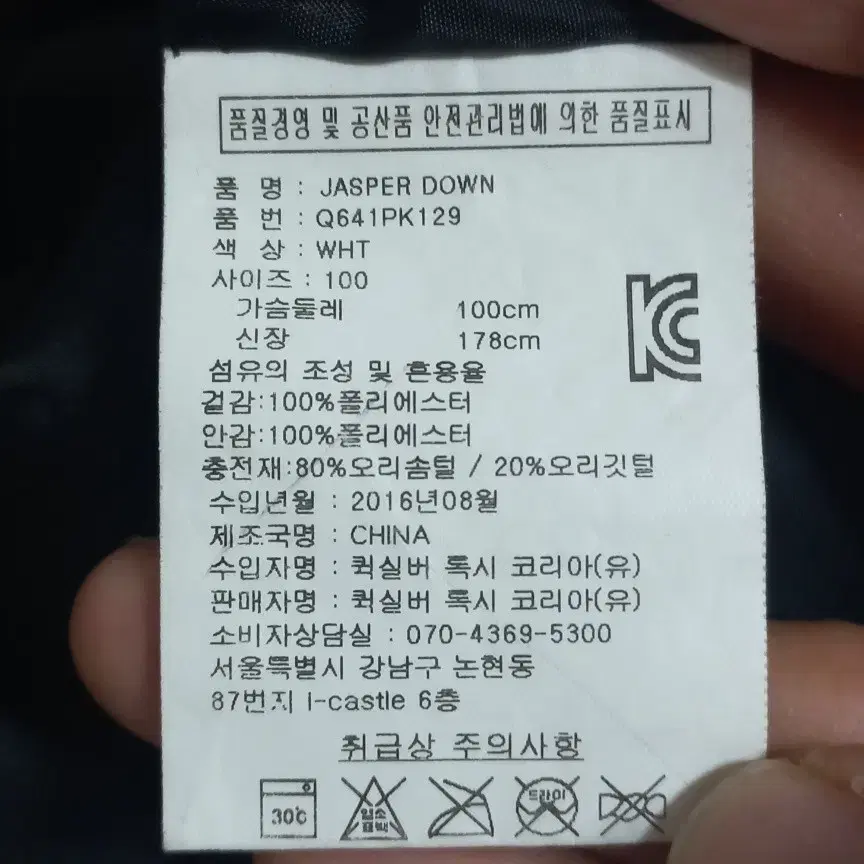 품질경영 및 공산품 안전관리법에 의한 품질표시
품 명 : JASPER DOWN
품 번 : Q641PK129
색 상 : WHT
사이즈 : 100
가슴둘레 100cm
신장 178cm
섬유의 조성 및 혼용율
겉감:100%폴리에스터
안감:100%폴리에스터
충전재:80%오리솜털 / 20%오리깃털
수입년월 : 2016년08월
제조국명 : CHINA
수입자명 : 퀵실버 록시 코리아(유)
판매자명 : 퀵실버 록시 코리아(유)
소비자상담실 : 070-4369-5300
서울특별시 강남구 논현동
87번지 I-castle 6층
취급상 주의사항
30℃ 염소 표백 드라이